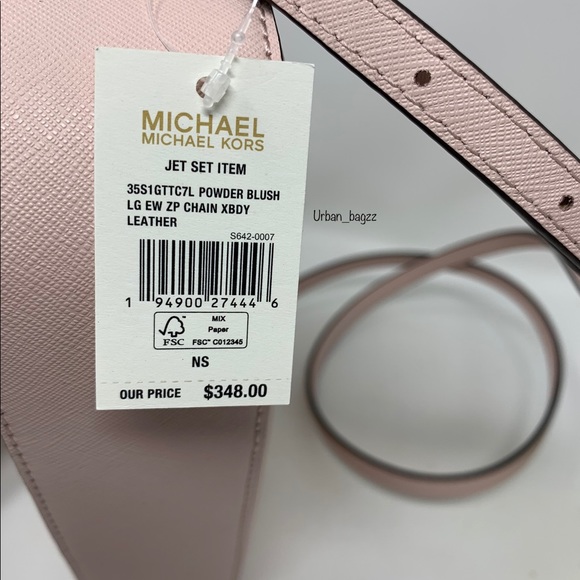 MICHAEL
MICHAEL KORS
JET SET ITEM
35S1GTTC7L POWDER BLUSH
LG EW ZP CHAIN XBDY
LEATHER
S642-0007
1 94900 27444 6
FSC
MIX
Paper
FSC™ C012345
NS
OUR PRICE $348.00
Urban_bagzz